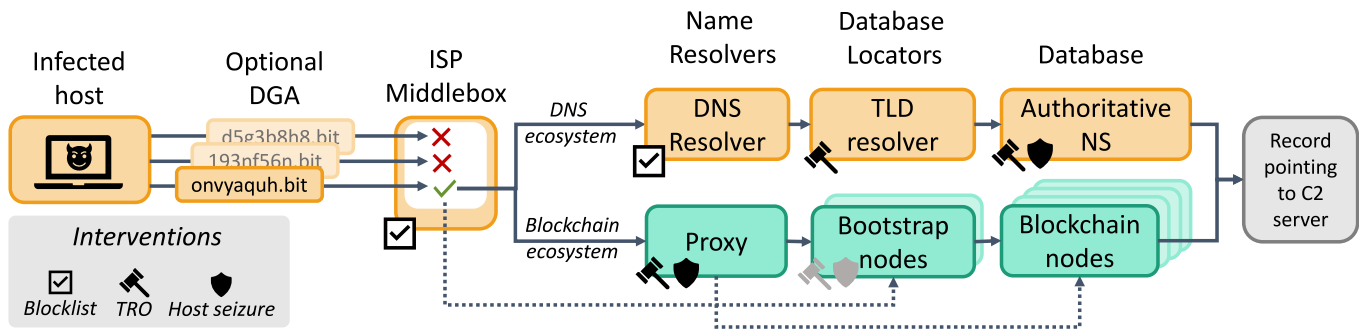 Infected
host
Optional
DGA
ISP
Middlebox
Name
Resolvers
Database
Locators
Database
d5g3b8h8.bit
193nf56n.bit
onvyaquh.bit
DNS
ecosystem
DNS
Resolver
TLD
resolver
Authoritative
NS
Record
pointing
to C2
server
Blockchain
ecosystem
Proxy
Bootstrap
nodes
Blockchain
nodes
Interventions
Blocklist
TRO
Host seizure